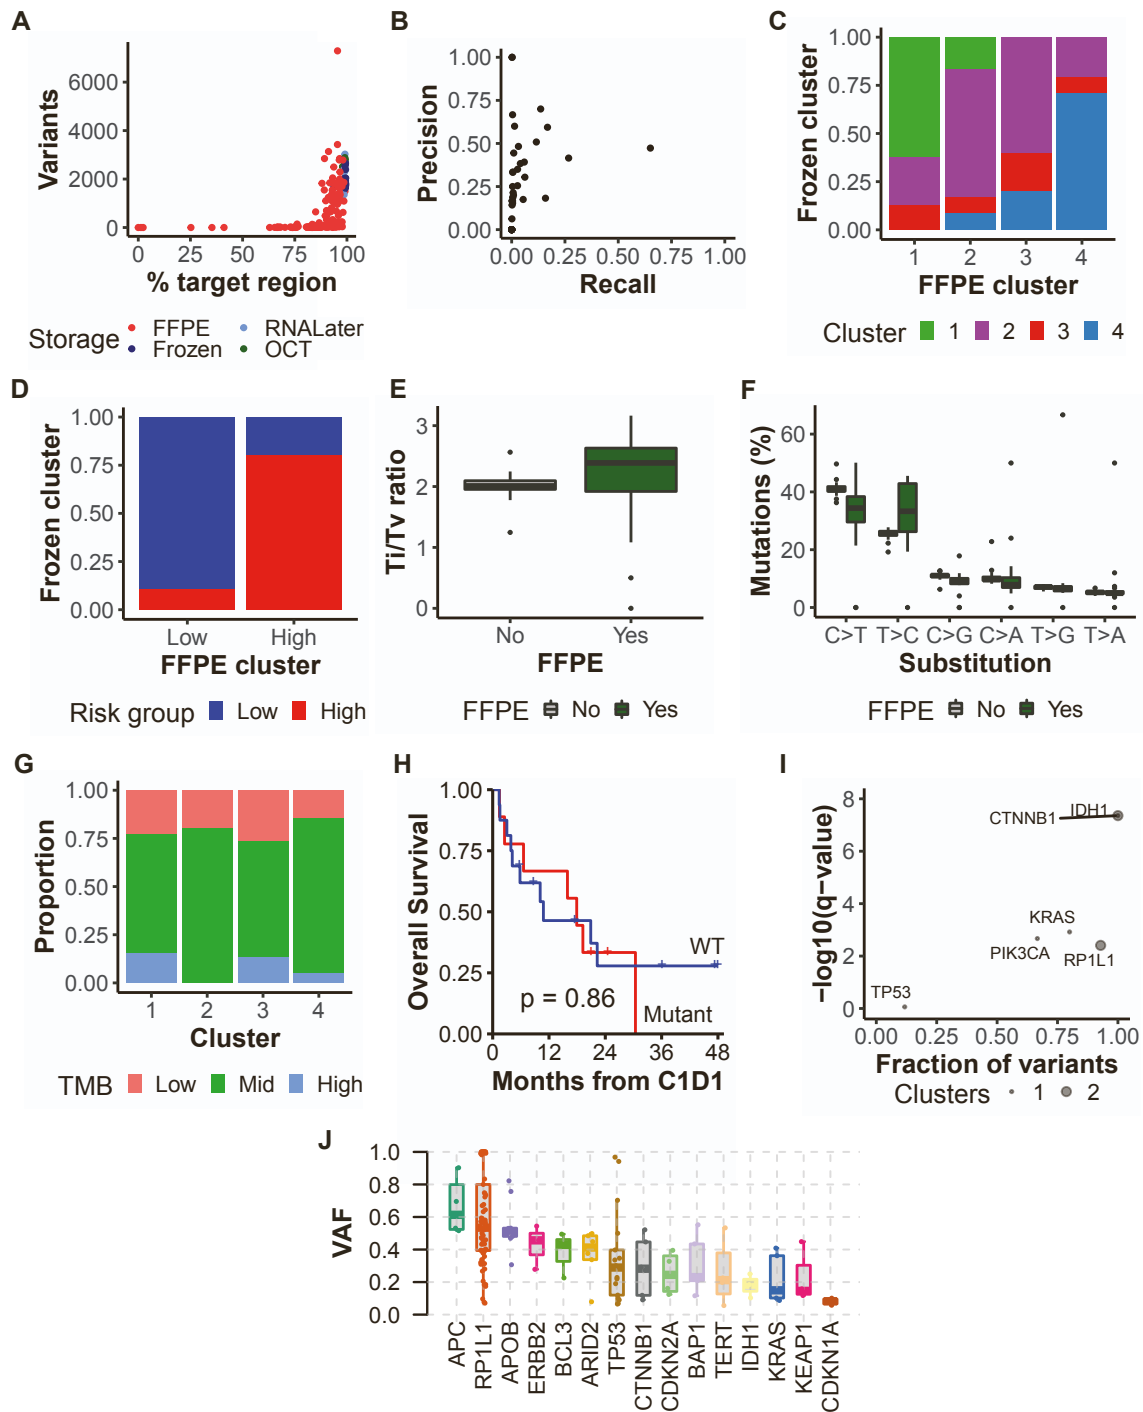 A
Variants
6000
4000
2000
0
0 25 50 75 100
% target region
Storage FFPE RNALater
Frozen OCT
B
Precision
1.00
0.75
0.50
0.25
0.00
0.00 0.25 0.50 0.75 1.00
Recall
C
Frozen cluster
1.00
0.75
0.50
0.25
0.00
1 2 3 4
FFPE cluster
Cluster 1 2 3 4
D
Frozen cluster
1.00
0.75
0.50
0.25
0.00
Low High
FFPE cluster
Risk group Low High
E
Ti/Tv ratio
3
2
1
0
No Yes
FFPE
FFPE No Yes
F
Mutations (%)
60
40
20
0
C>T T>C C>G C>A T>G T>A
Substitution
FFPE No Yes
G
Proportion
1.00
0.75
0.50
0.25
0.00
1 2 3 4
Cluster
TMB Low Mid High
H
Overall Survival
1.00
0.75
0.50
0.25
0.00
WT
p = 0.86
Mutant
0 12 24 36 48
Months from C1D1
I
−log10(q−value)
8
6
4
2
0
CTNNB1 IDH1
KRAS
PIK3CA
RP1L1
TP53
0.00 0.25 0.50 0.75 1.00
Fraction of variants
Clusters 1 2
J
VAF
1.0
0.8
0.6
0.4
0.2
0.0
APC
RP1L1
APOB
ERBB2
BCL3
ARID2
TP53
CTNNB1
CDKN2A
BAP1
TERT
IDH1
KRAS
KEAP1
CDKN1A